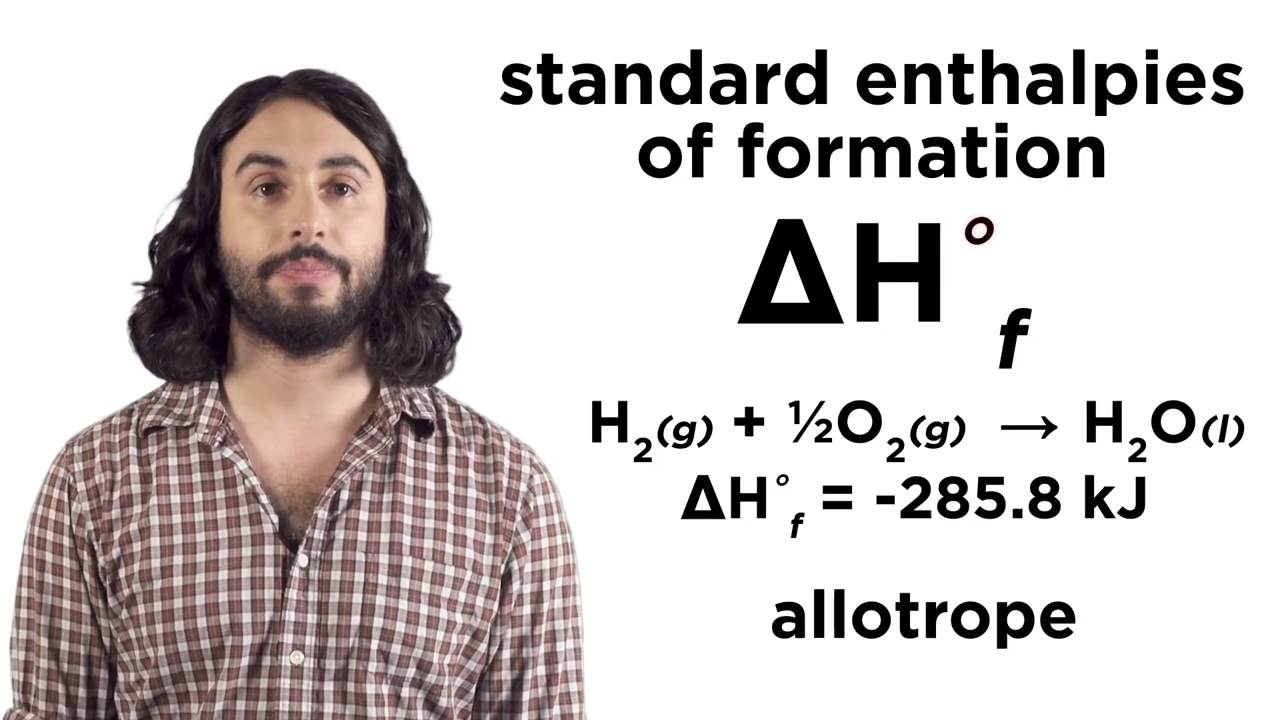 standard enthalpies
of formation
ΔH°f
H₂(g) + ½O₂(g) → H₂O(l)
ΔH°f = -285.8 kJ
allotrope